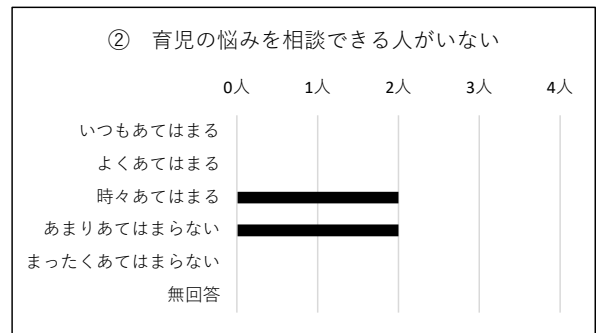 ② 育児の悩みを相談できる人がいない
0人 1人 2人 3人 4人
いつもあてはまる
よくあてはまる
時々あてはまる
あまりあてはまらない
まったくあてはまらない
無回答